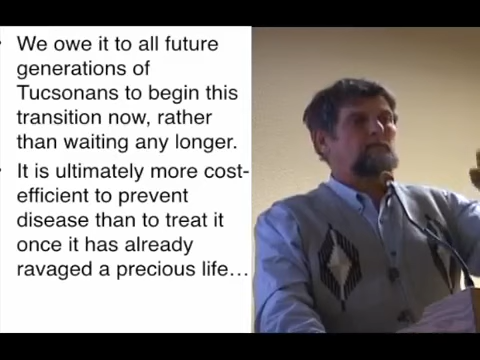 • We owe it to all future
generations of
Tucsonans to begin this
transition now, rather
than waiting any longer.
• It is ultimately more cost-
efficient to prevent
disease than to treat it
once it has already
ravaged a precious life…